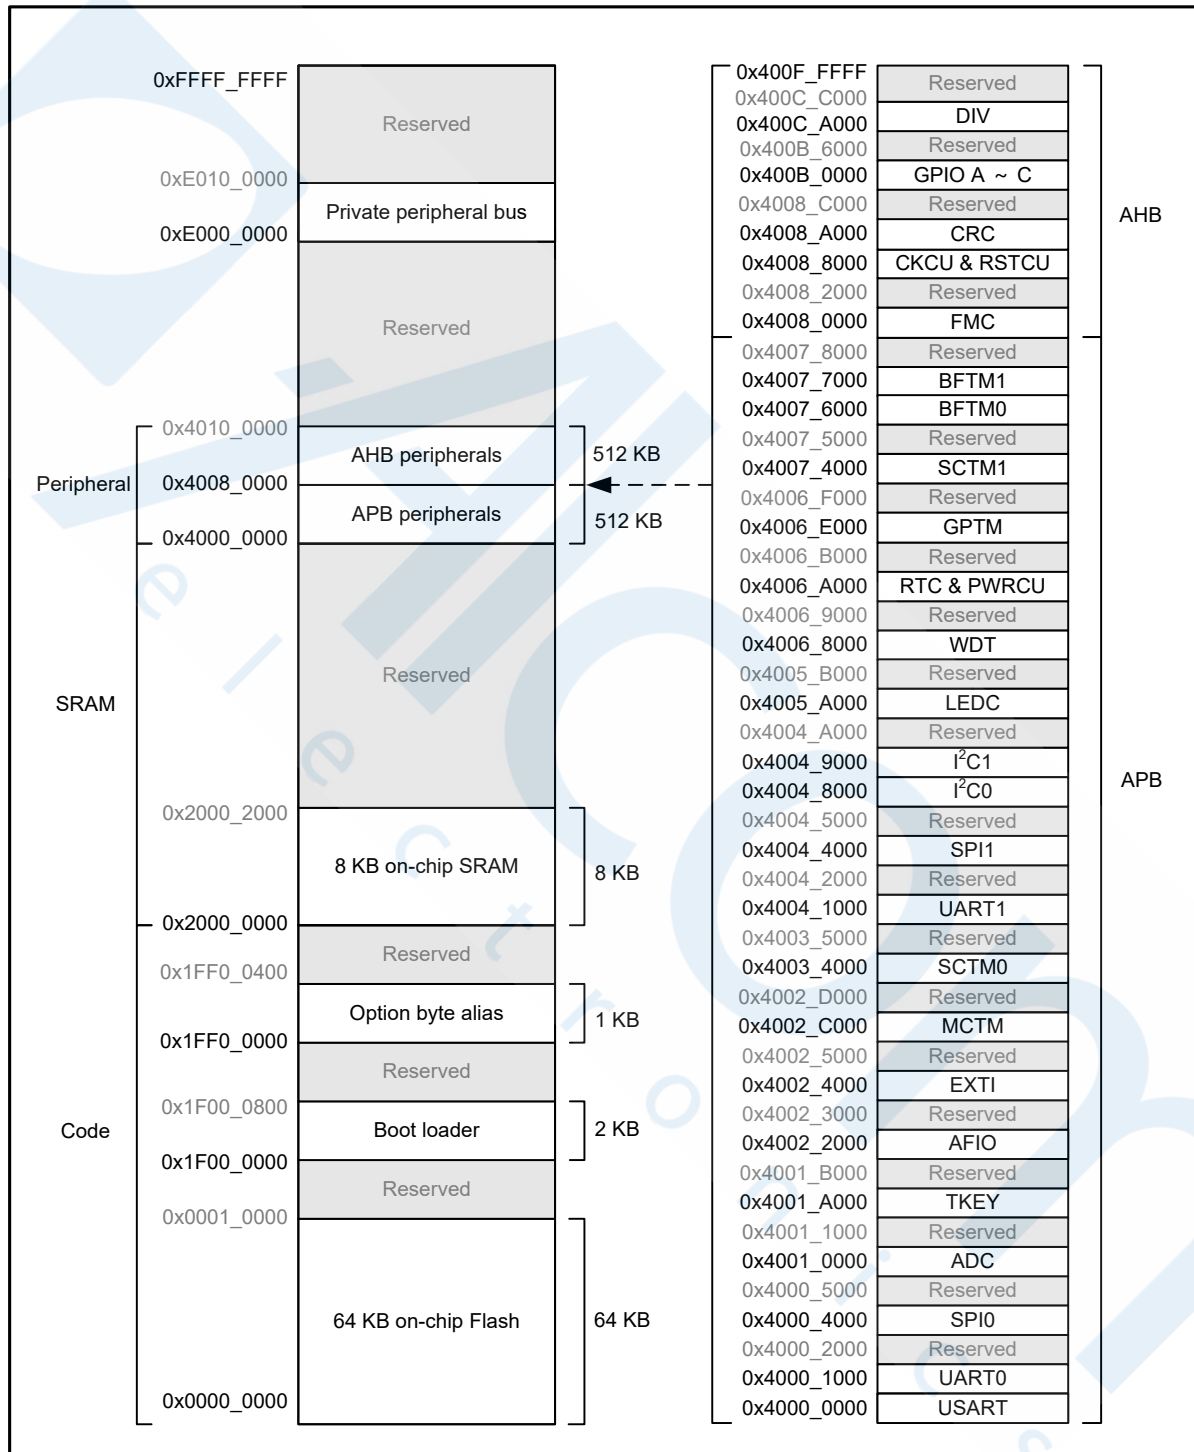 0xFFFF_FFFF
Reserved
0xE010_0000
Private peripheral bus
0xE000_0000
Reserved
0x4010_0000
AHB peripherals
512 KB
Peripheral
0x4008_0000
APB peripherals
512 KB
0x4000_0000
Reserved
SRAM
0x2000_2000
8 KB on-chip SRAM
8 KB
0x2000_0000
Reserved
0x1FF0_0400
Option byte alias
1 KB
0x1FF0_0000
Reserved
0x1F00_0800
Code
Boot loader
2 KB
0x1F00_0000
Reserved
0x0001_0000
64 KB on-chip Flash
64 KB
0x0000_0000
0x400F_FFFF
Reserved
0x400C_C000
DIV
0x400C_A000
0x400B_6000 Reserved
0x400B_0000 GPIO A ~ C
0x4008_C000 Reserved
AHB
0x4008_A000 CRC
0x4008_8000 CKCU & RSTCU
0x4008_2000 Reserved
0x4008_0000 FMC
0x4007_8000 Reserved
0x4007_7000 BFTM1
0x4007_6000 BFTM0
0x4007_5000 Reserved
0x4007_4000 SCTM1
0x4006_F000 Reserved
0x4006_E000 GPTM
0x4006_B000 Reserved
0x4006_A000 RTC & PWRCU
0x4006_9000 Reserved
0x4006_8000 WDT
0x4005_B000 Reserved
0x4005_A000 LEDC
0x4004_A000 Reserved
0x4004_9000 I²C1
APB
0x4004_8000 I²C0
0x4004_5000 Reserved
0x4004_4000 SPI1
0x4004_2000 Reserved
0x4004_1000 UART1
0x4003_5000 Reserved
0x4003_4000 SCTM0
0x4002_D000 Reserved
0x4002_C000 MCTM
0x4002_5000 Reserved
0x4002_4000 EXTI
0x4002_3000 Reserved
0x4002_2000 AFIO
0x4001_B000 Reserved
0x4001_A000 TKEY
0x4001_1000 Reserved
0x4001_0000 ADC
0x4000_5000 Reserved
0x4000_4000 SPI0
0x4000_2000 Reserved
0x4000_1000 UART0
0x4000_0000 USART
electronics